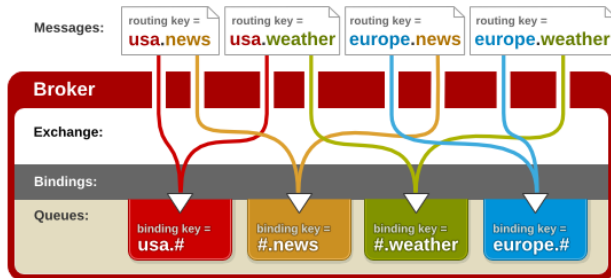 Messages:
routing key =
usa.news
routing key =
usa.weather
routing key =
europe.news
routing key =
europe.weather
Broker
Exchange:
Bindings:
Queues:
binding key =
usa.#
binding key =
#.news
binding key =
#.weather
binding key =
europe.#